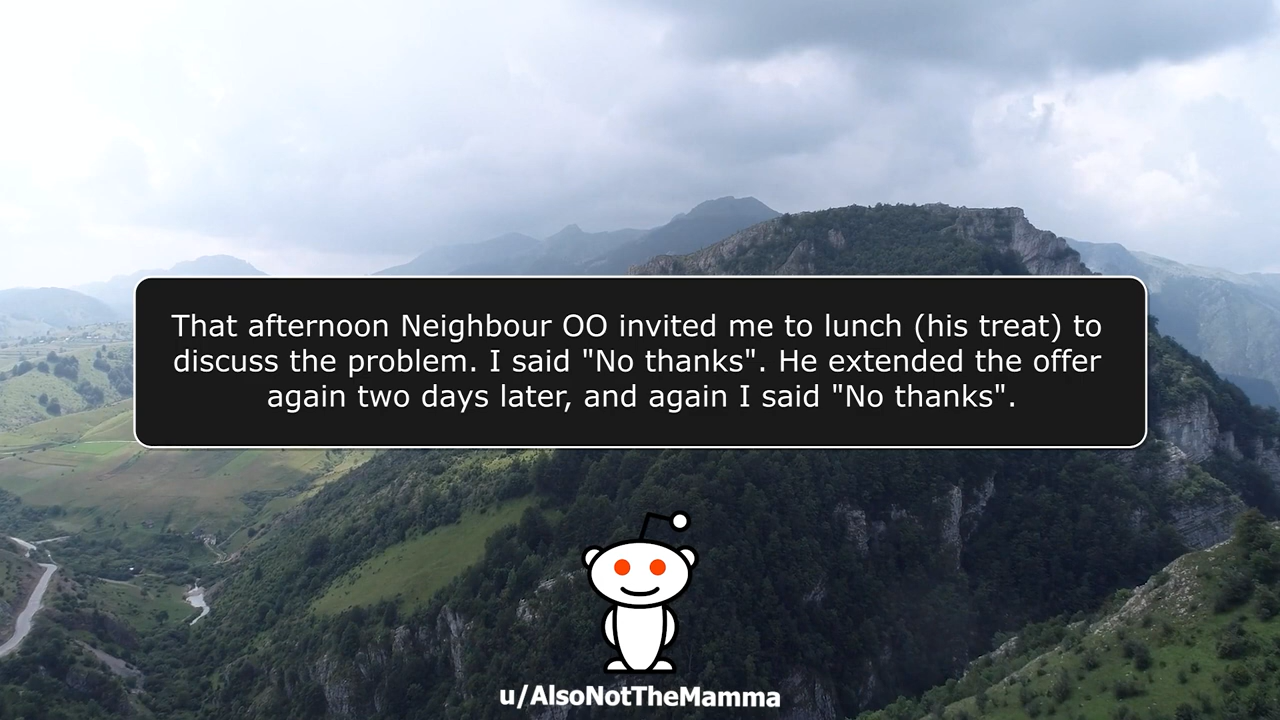 That afternoon Neighbour OO invited me to lunch (his treat) to
discuss the problem. I said "No thanks". He extended the offer
again two days later, and again I said "No thanks".
u/AlsoNotTheMamma